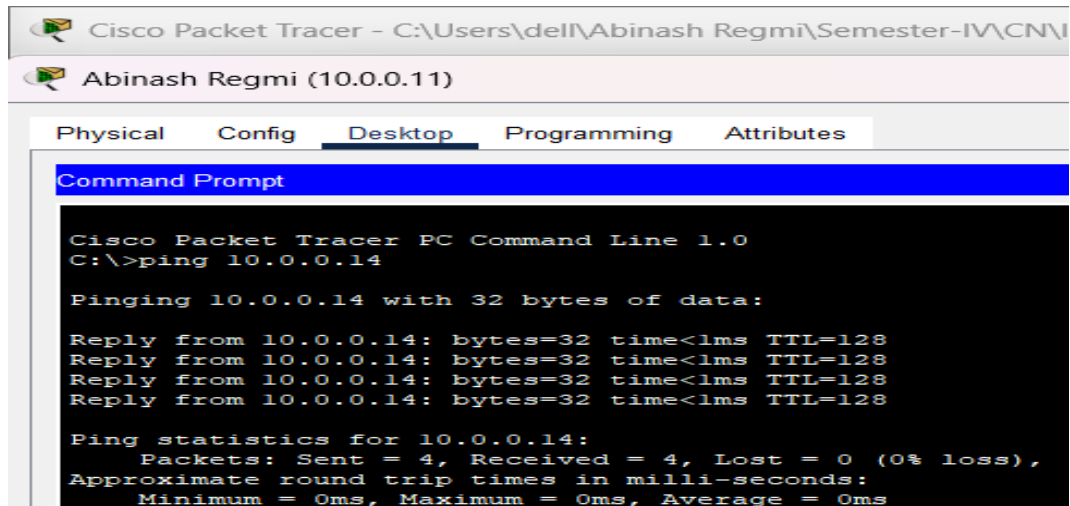 Cisco Packet Tracer - C:\Users\dell\Abinash Regmi\Semester-IV\CN\
Abinash Regmi (10.0.0.11)
Physical Config Desktop Programming Attributes
Command Prompt
Cisco Packet Tracer PC Command Line 1.0
C:\>ping 10.0.0.14
Pinging 10.0.0.14 with 32 bytes of data:
Reply from 10.0.0.14: bytes=32 time<1ms TTL=128
Reply from 10.0.0.14: bytes=32 time<1ms TTL=128
Reply from 10.0.0.14: bytes=32 time<1ms TTL=128
Reply from 10.0.0.14: bytes=32 time<1ms TTL=128
Ping statistics for 10.0.0.14:
Packets: Sent = 4, Received = 4, Lost = 0 (0% loss),
Approximate round trip times in milli-seconds:
Minimum = 0ms, Maximum = 0ms, Average = 0ms